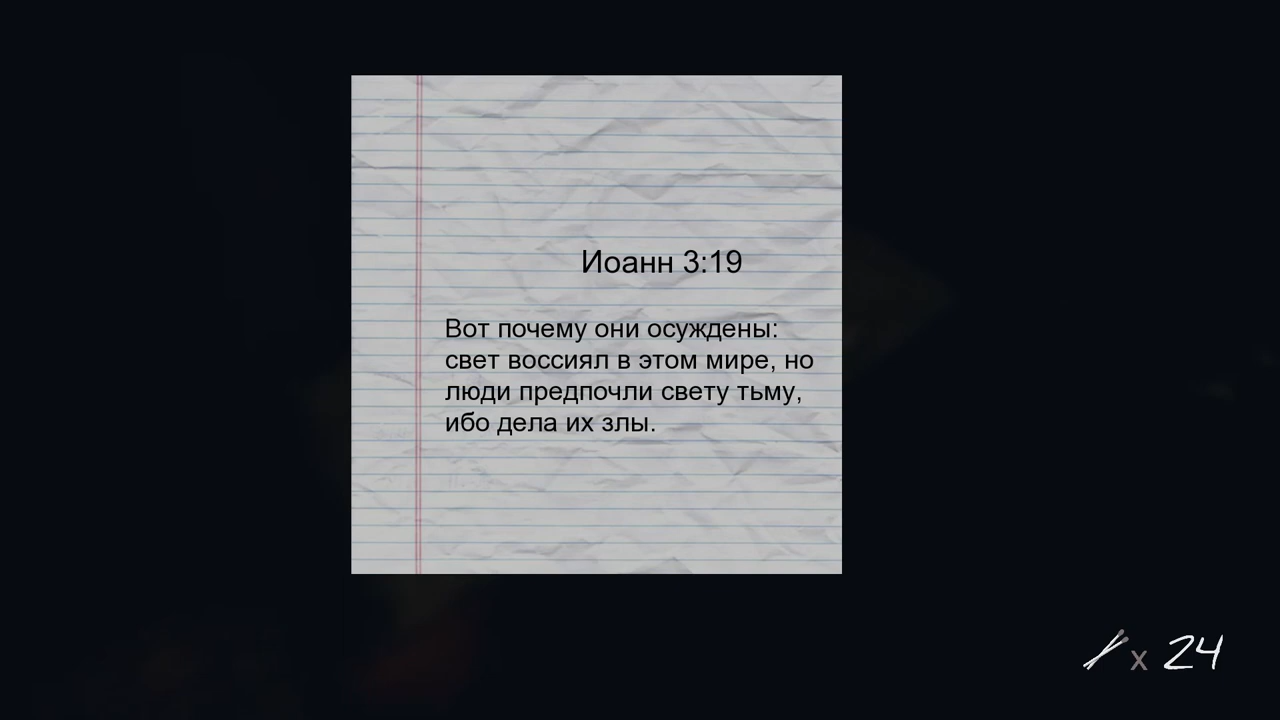 Иоанн 3:19
Вот почему они осуждены:
свет воссиял в этом мире, но
люди предпочли свету тьму,
ибо дела их злы.
x 24